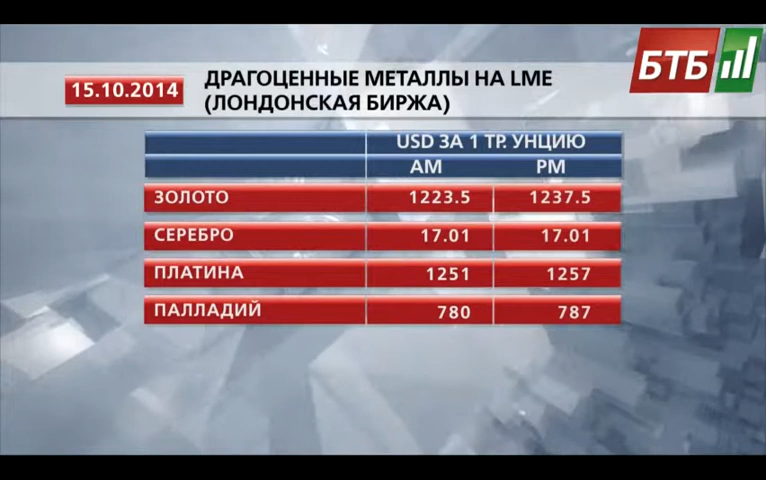 БТБ
15.10.2014
ДРАГОЦЕННЫЕ МЕТАЛЛЫ НА LME
(ЛОНДОНСКАЯ БИРЖА)
USD ЗА 1 ТР. УНЦИЮ
AM PM
ЗОЛОТО 1223.5 1237.5
СЕРЕБРО 17.01 17.01
ПЛАТИНА 1251 1257
ПАЛЛАДИЙ 780 787